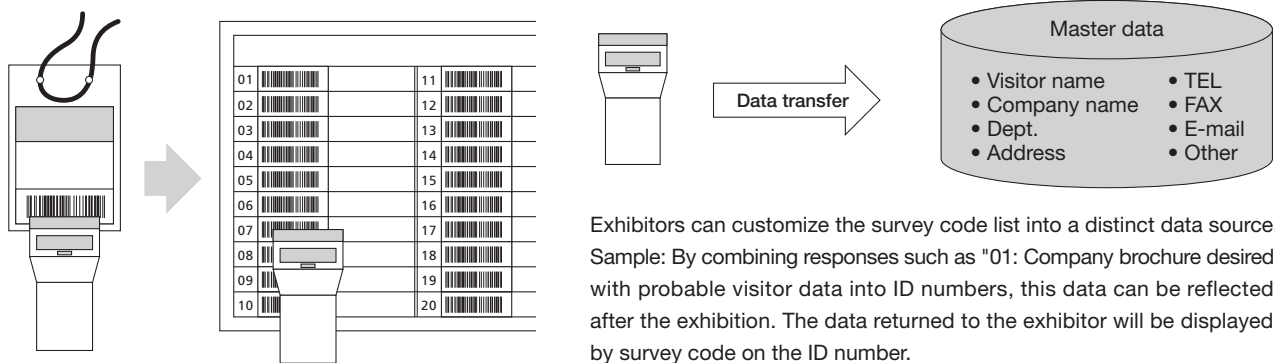 01
02
03
04
05
06
07
08
09
10
11
12
13
14
15
16
17
18
19
20
Data transfer
Master data
• Visitor name
• Company name
• Dept.
• Address
• TEL
• FAX
• E-mail
• Other
Exhibitors can customize the survey code list into a distinct data source
Sample: By combining responses such as "01: Company brochure desired
with probable visitor data into ID numbers, this data can be reflected
after the exhibition. The data returned to the exhibitor will be displayed
by survey code on the ID number.